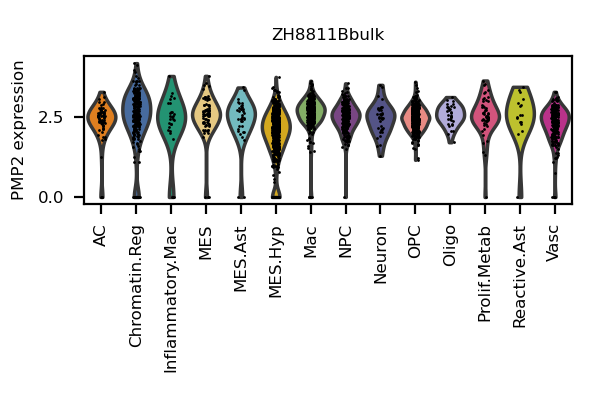 ZH8811Bbulk
PMP2 expression
2.5
0.0
AC
Chromatin.Reg
Inflammatory.Mac
MES
MES.Ast
MES.Hyp
Mac
NPC
Neuron
OPC
Oligo
Prolif.Metab
Reactive.Ast
Vasc